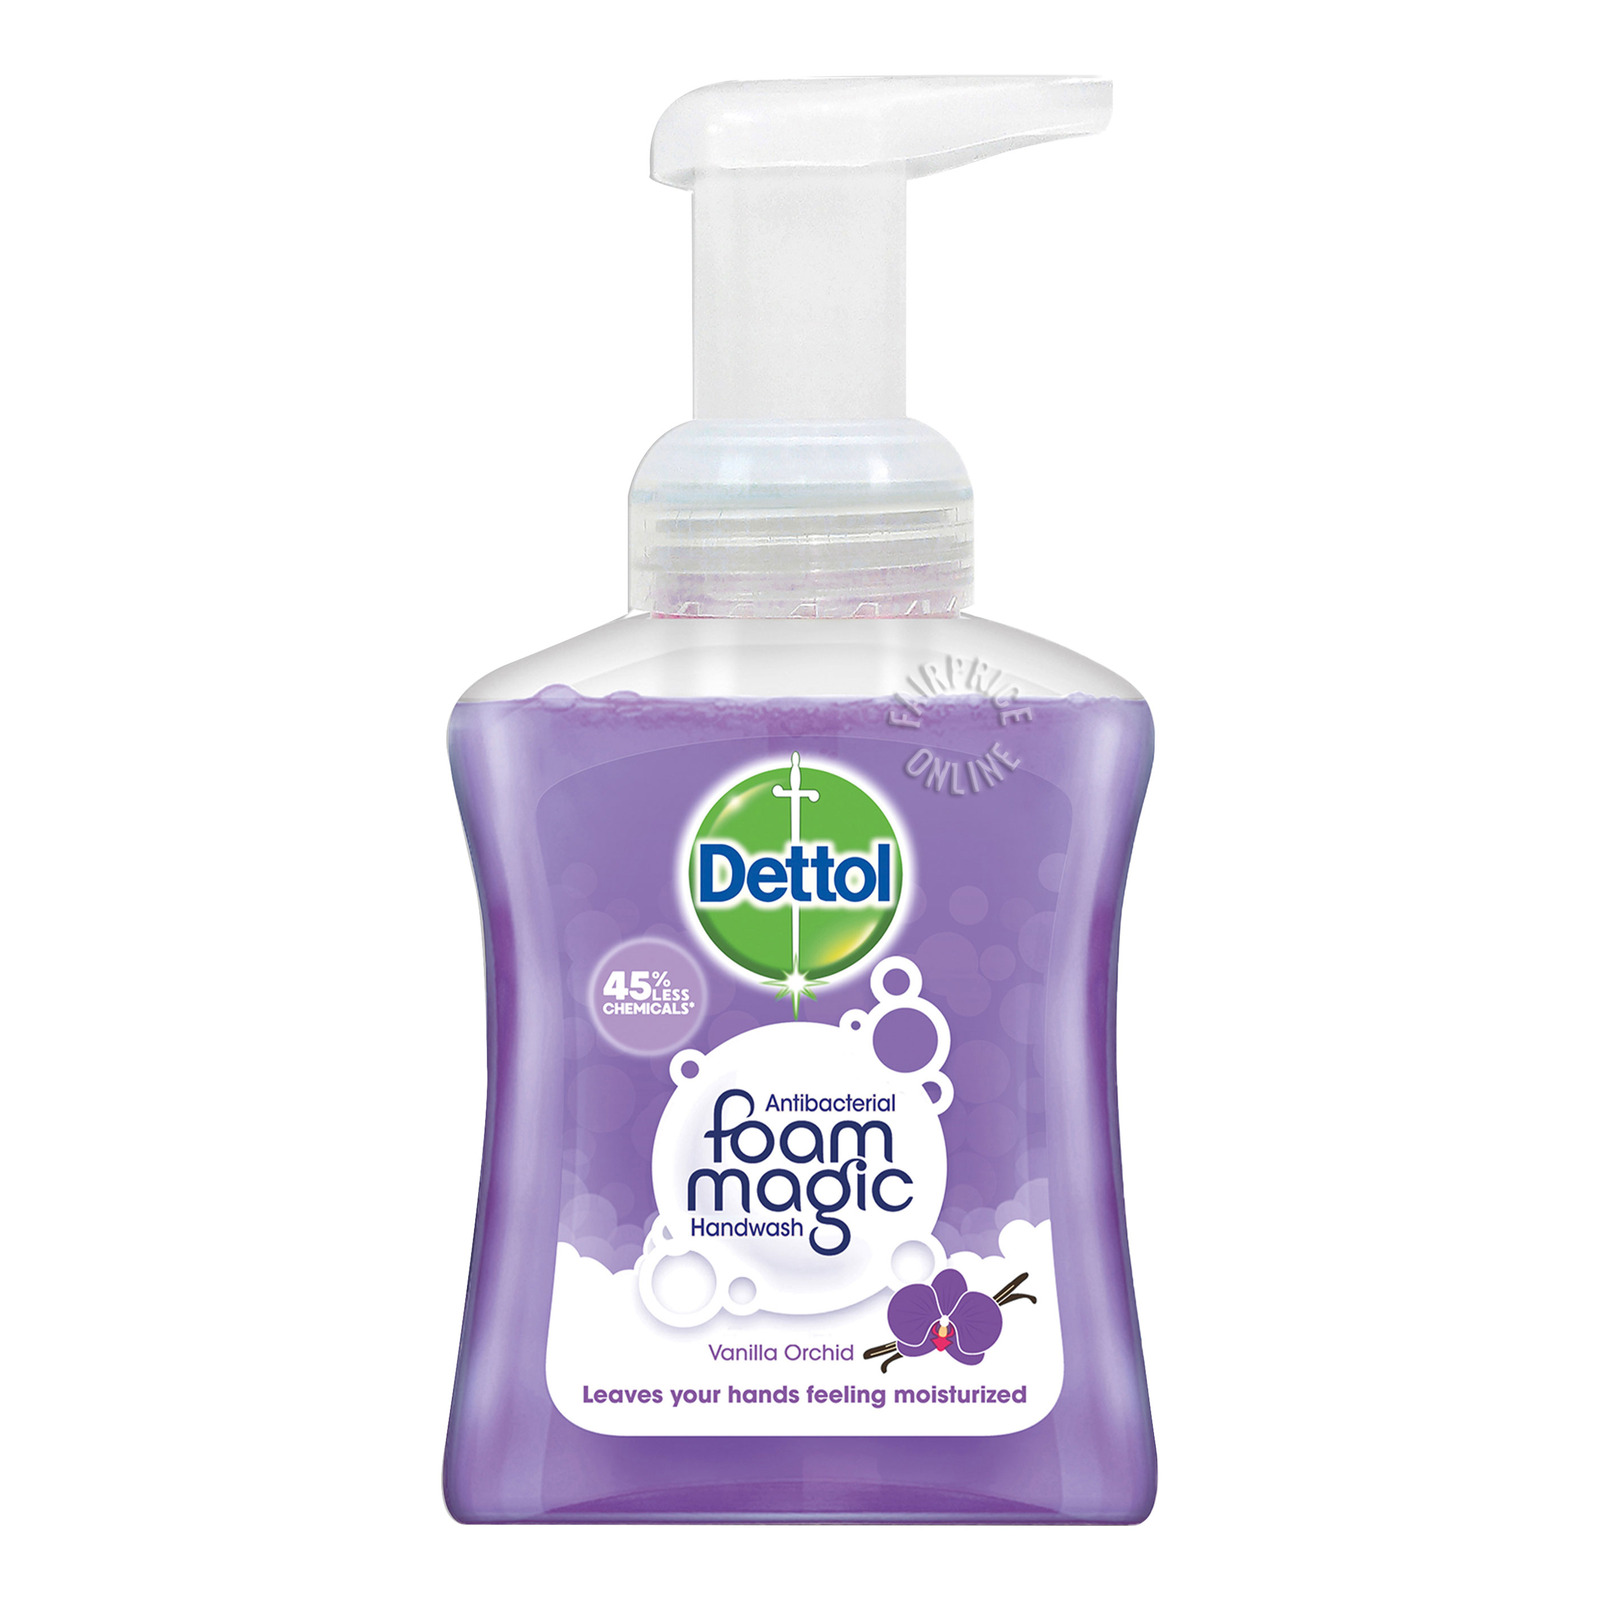 FAIRPRICE
ONLINE
Dettol
45%
LESS
CHEMICALS*
Antibacterial
foam
magic
Handwash
Vanilla Orchid
Leaves your hands feeling moisturized